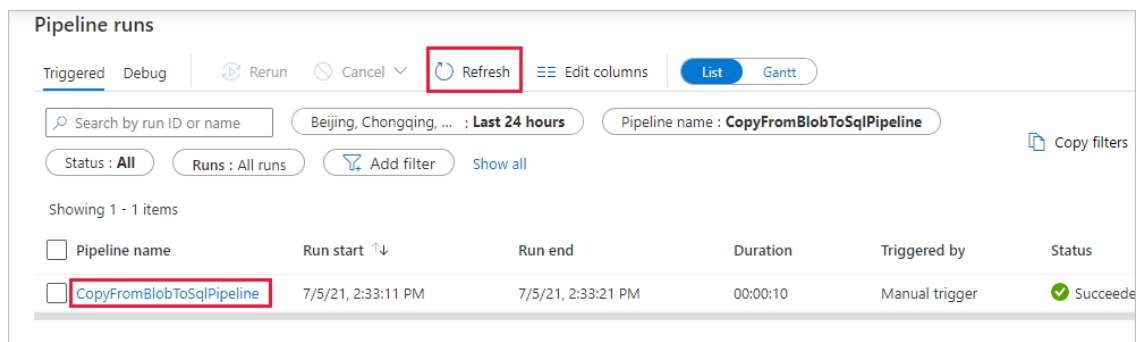 Pipeline runs
Triggered Debug Rerun Cancel Refresh Edit columns List Gantt
Search by run ID or name Beijing, Chongqing, ... : Last 24 hours Pipeline name : CopyFromBlobToSqlPipeline
Copy filters
Status : All Runs : All runs Add filter Show all
Showing 1 - 1 items
Pipeline name Run start Run end Duration Triggered by Status
CopyFromBlobToSqlPipeline 7/5/21, 2:33:11 PM 7/5/21, 2:33:21 PM 00:00:10 Manual trigger Succeede